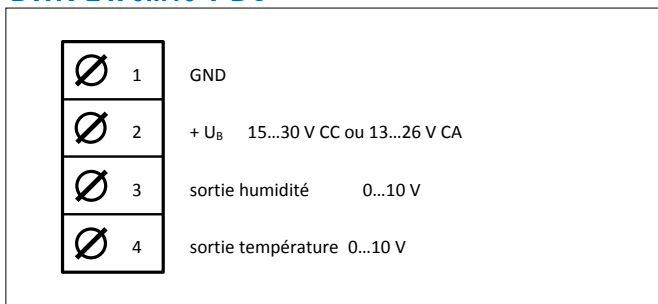 1 GND
2 + UB 15...30 V CC ou 13...26 V CA
3 sortie humidité 0...10 V
4 sortie température 0...10 V